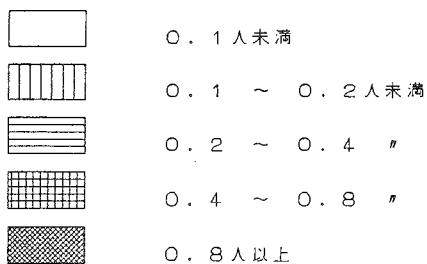 ０．１人未満
０．１　～　０．２人未満
０．２　～　０．４　〃
０．４　～　０．８　〃
０．８人以上